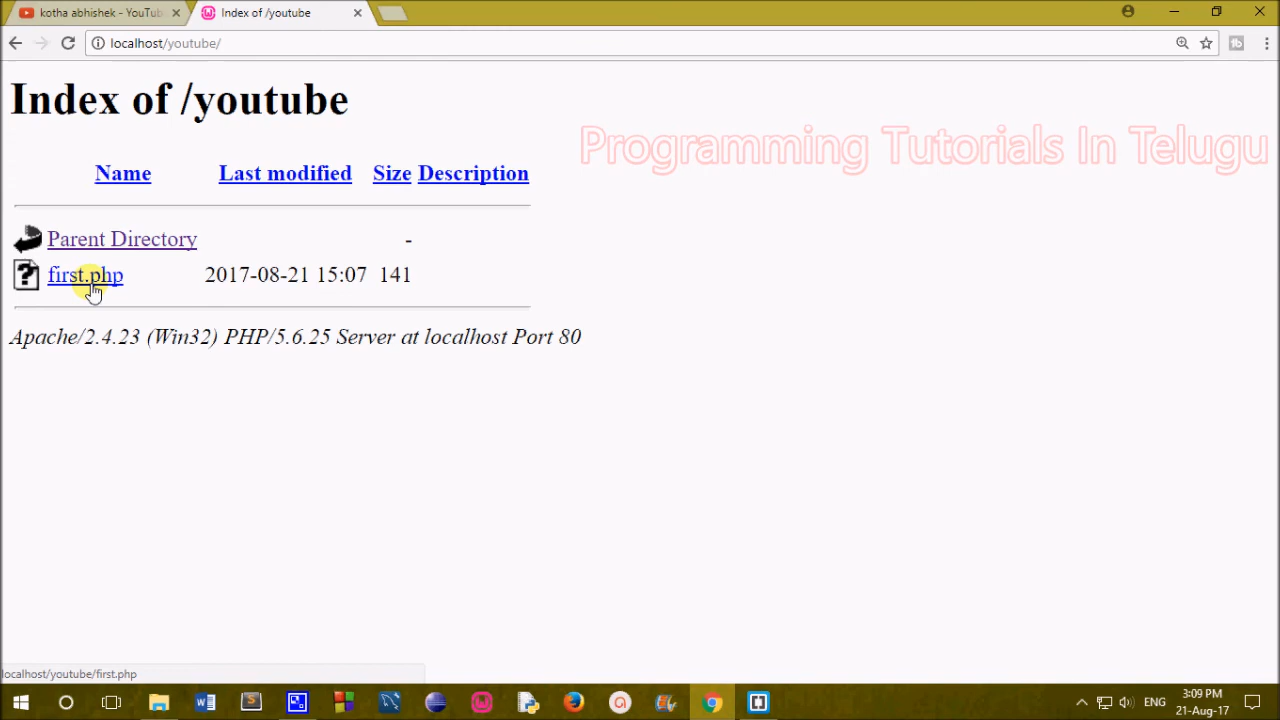 kotha abhishek - YouTub
Index of /youtube
localhost/youtube/
Index of /youtube
Programming Tutorials In Telugu
Name Last modified Size Description
Parent Directory -
first.php 2017-08-21 15:07 141
Apache/2.4.23 (Win32) PHP/5.6.25 Server at localhost Port 80
localhost/youtube/first.php
ENG
3:09 PM
21-Aug-17